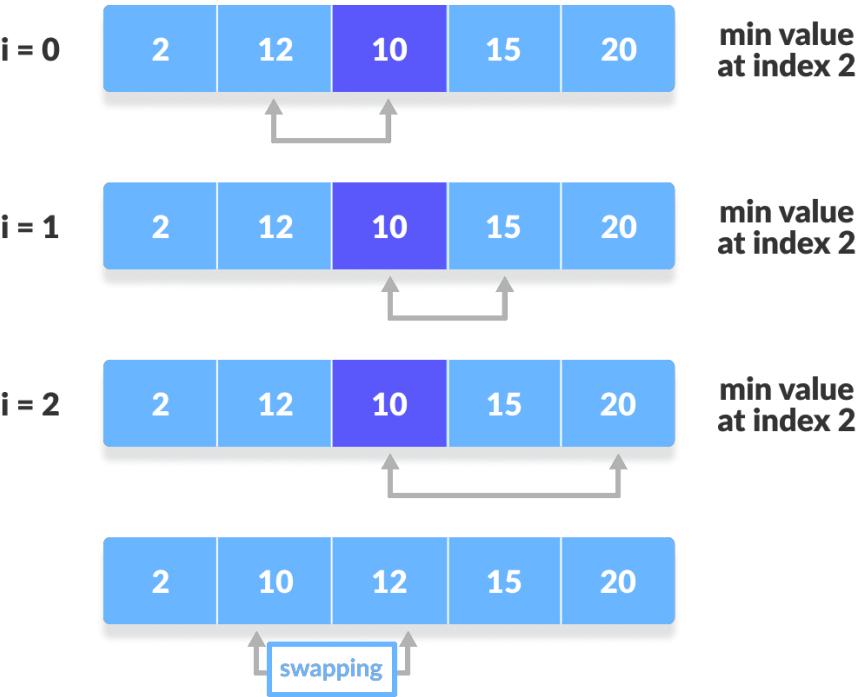 i = 0 2 12 10 15 20 min value
at index 2
i = 1 2 12 10 15 20 min value
at index 2
i = 2 2 12 10 15 20 min value
at index 2
2 10 12 15 20
swapping